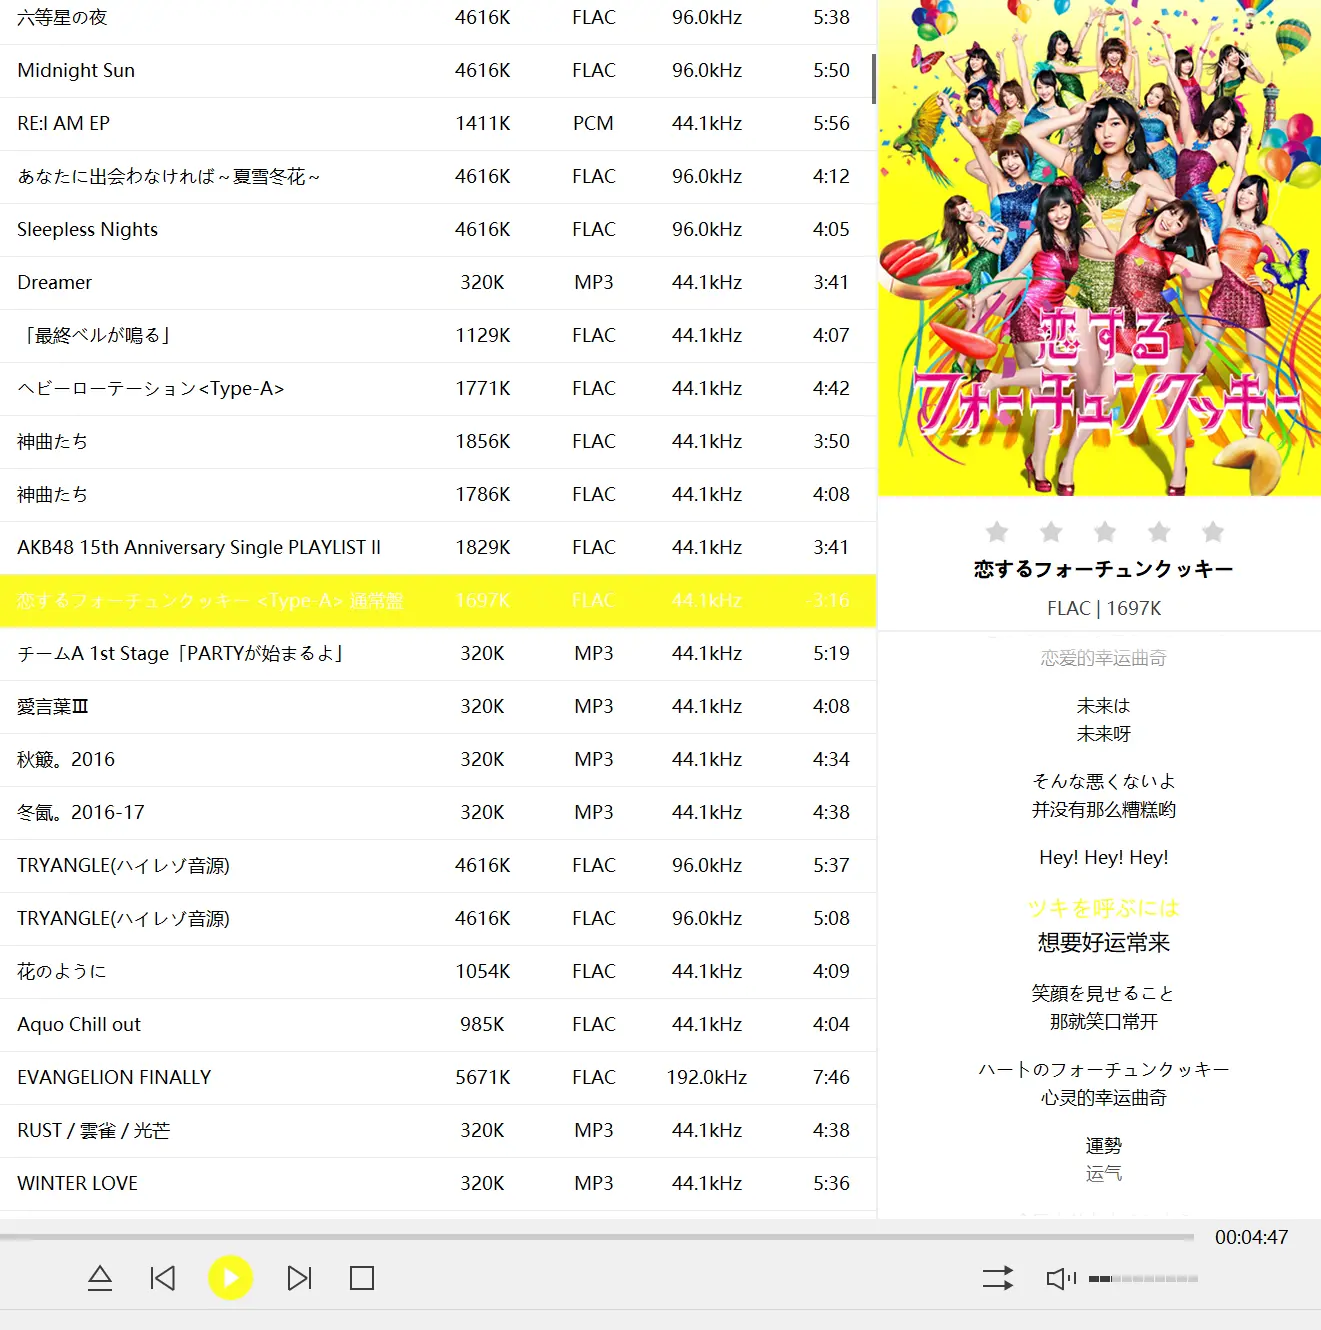 六等星の夜 4616K FLAC 96.0kHz 5:38
Midnight Sun 4616K FLAC 96.0kHz 5:50
RE:I AM EP 1411K PCM 44.1kHz 5:56
あなたに出会わなければ～夏雪冬花～ 4616K FLAC 96.0kHz 4:12
Sleepless Nights 4616K FLAC 96.0kHz 4:05
Dreamer 320K MP3 44.1kHz 3:41
「最終ベルが鳴る」 1129K FLAC 44.1kHz 4:07
ヘビーローテーション<Type-A> 1771K FLAC 44.1kHz 4:42
神曲たち 1856K FLAC 44.1kHz 3:50
神曲たち 1786K FLAC 44.1kHz 4:08
AKB48 15th Anniversary Single PLAYLIST II 1829K FLAC 44.1kHz 3:41
恋するフォーチュンクッキー <Type-A> 通常盤 1697K FLAC 44.1kHz -3:16
チームA 1st Stage「PARTYが始まるよ」 320K MP3 44.1kHz 5:19
愛言葉Ⅲ 320K MP3 44.1kHz 4:08
秋簸。2016 320K MP3 44.1kHz 4:34
冬氤。2016-17 320K MP3 44.1kHz 4:38
TRYANGLE(ハイレゾ音源) 4616K FLAC 96.0kHz 5:37
TRYANGLE(ハイレゾ音源) 4616K FLAC 96.0kHz 5:08
花のように 1054K FLAC 44.1kHz 4:09
Aquo Chill out 985K FLAC 44.1kHz 4:04
EVANGELION FINALLY 5671K FLAC 192.0kHz 7:46
RUST / 雲雀 / 光芒 320K MP3 44.1kHz 4:38
WINTER LOVE 320K MP3 44.1kHz 5:36
恋する
フォーチュンクッキー
恋するフォーチュンクッキー
FLAC | 1697K
恋爱的幸运曲奇
未来は
未来呀
そんな悪くないよ
并没有那么糟糕哟
Hey! Hey! Hey!
ツキを呼ぶには
想要好运常来
笑顔を見せること
那就笑口常开
ハートのフォーチュンクッキー
心灵的幸运曲奇
運勢
运气
00:04:47